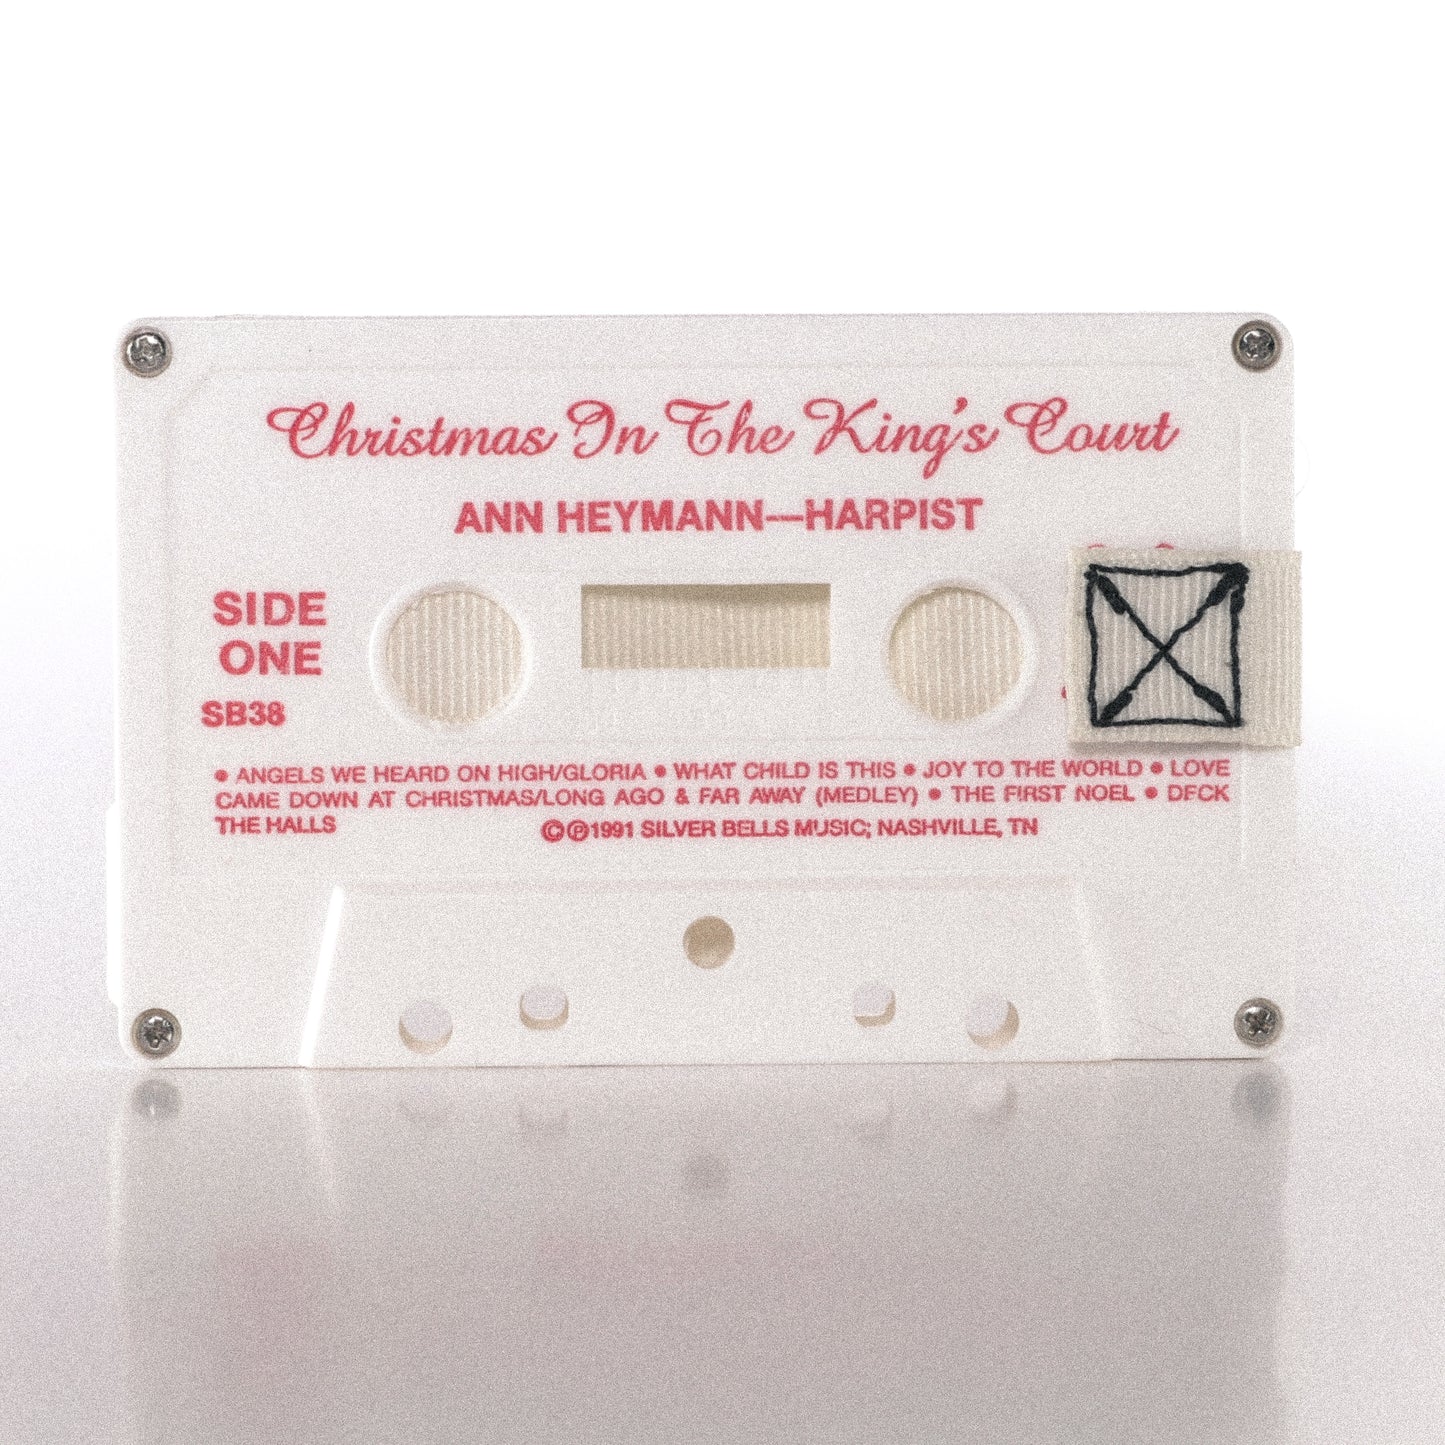 Christmas In The King's Court
ANN HEYMANN—HARPIST
SIDE
ONE
SB38
• ANGELS WE HEARD ON HIGH/GLORIA • WHAT CHILD IS THIS • JOY TO THE WORLD • LOVE
CAME DOWN AT CHRISTMAS/LONG AGO & FAR AWAY (MEDLEY) • THE FIRST NOEL • DECK
THE HALLS
©℗1991 SILVER BELLS MUSIC; NASHVILLE, TN